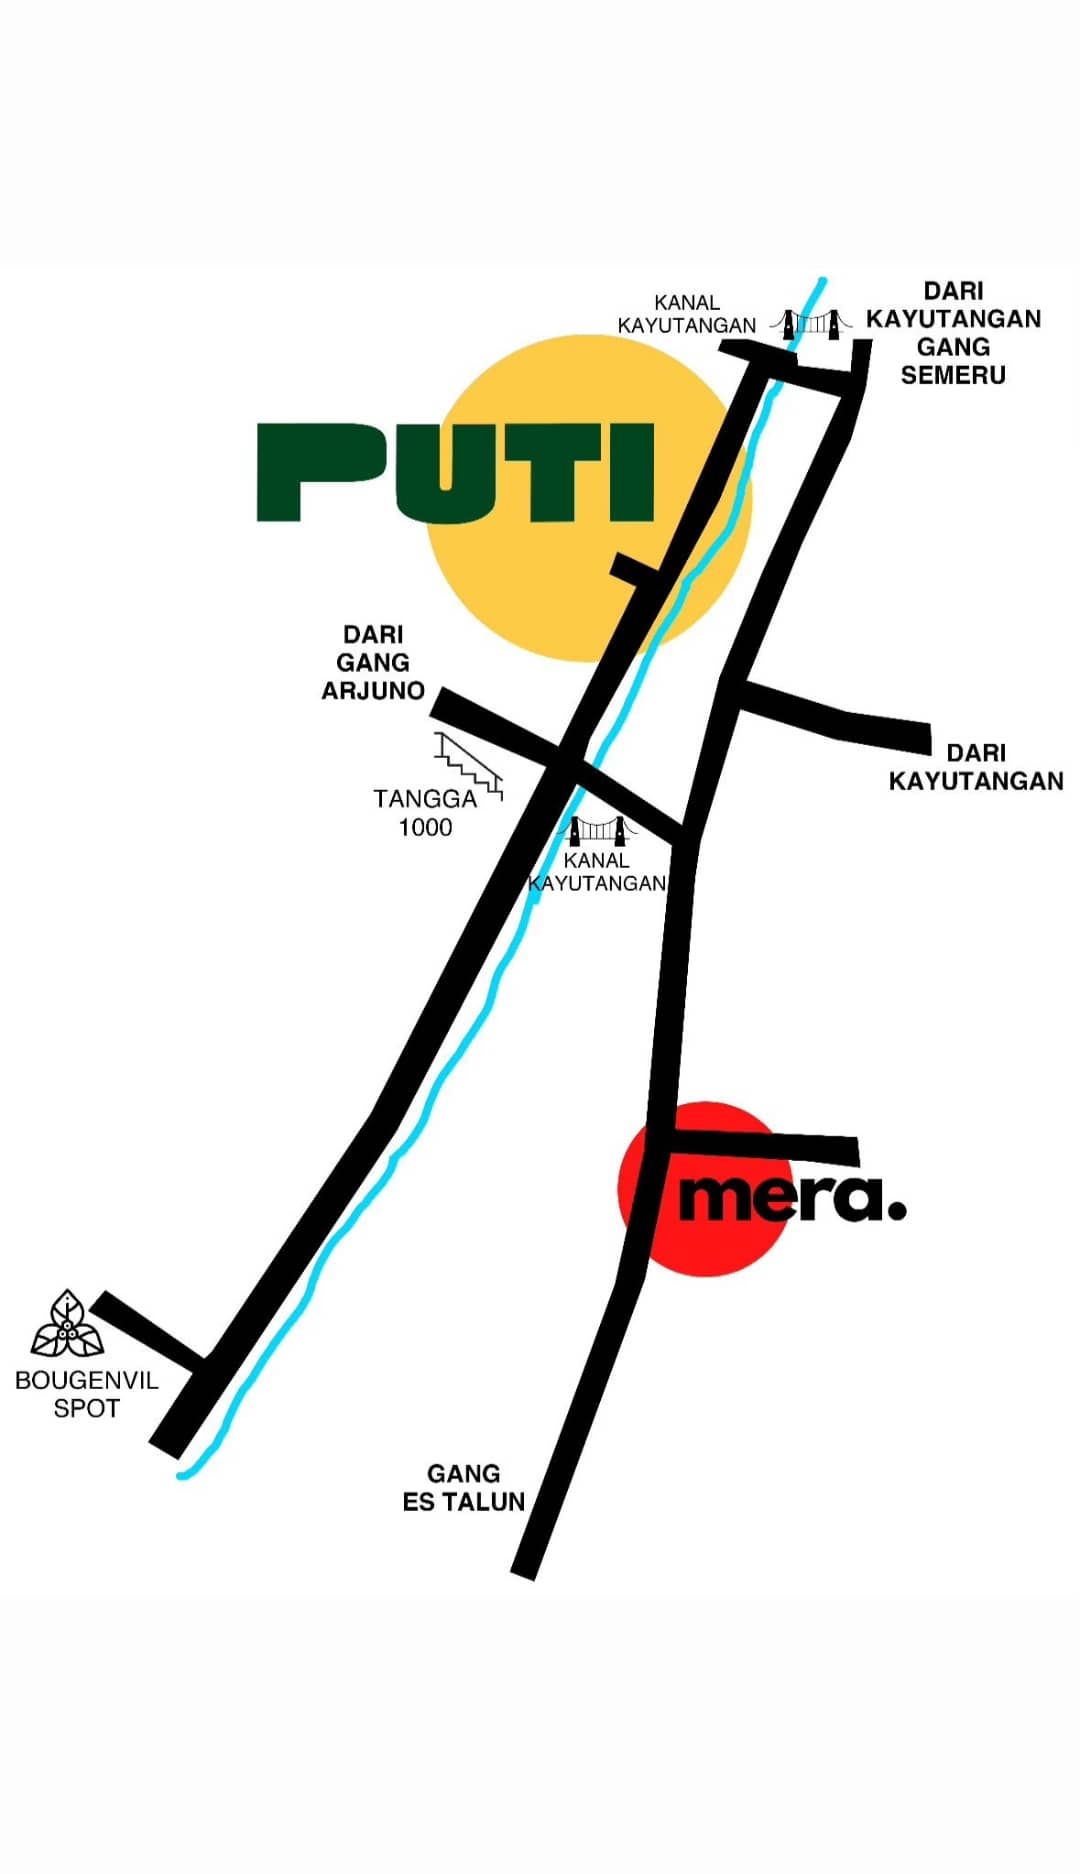 KANAL
KAYUTANGAN
DARI
KAYUTANGAN
GANG
SEMERU
PUTI
DARI
GANG
ARJUNO
TANGGA
1000
DARI
KAYUTANGAN
KANAL
KAYUTANGAN
mera.
BOUGENVIL
SPOT
GANG
ES TALUN